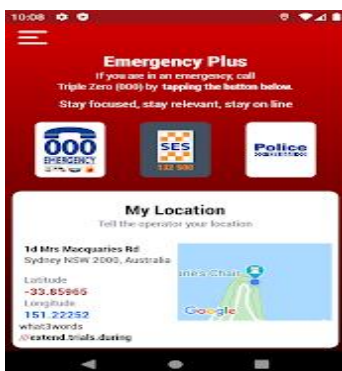 10:08
Emergency Plus
If you are in an emergency, call
Triple Zero (000) by tapping the button below.
Stay focused, stay relevant, stay on line
000
EMERGENCY
SES
132 500
Police
My Location
Tell the operator your location
1d Mrs Macquaries Rd
Sydney NSW 2000, Australia
Latitude
-33.85965
Longitude
151.22252
what3words
///extend.trials.during
Google